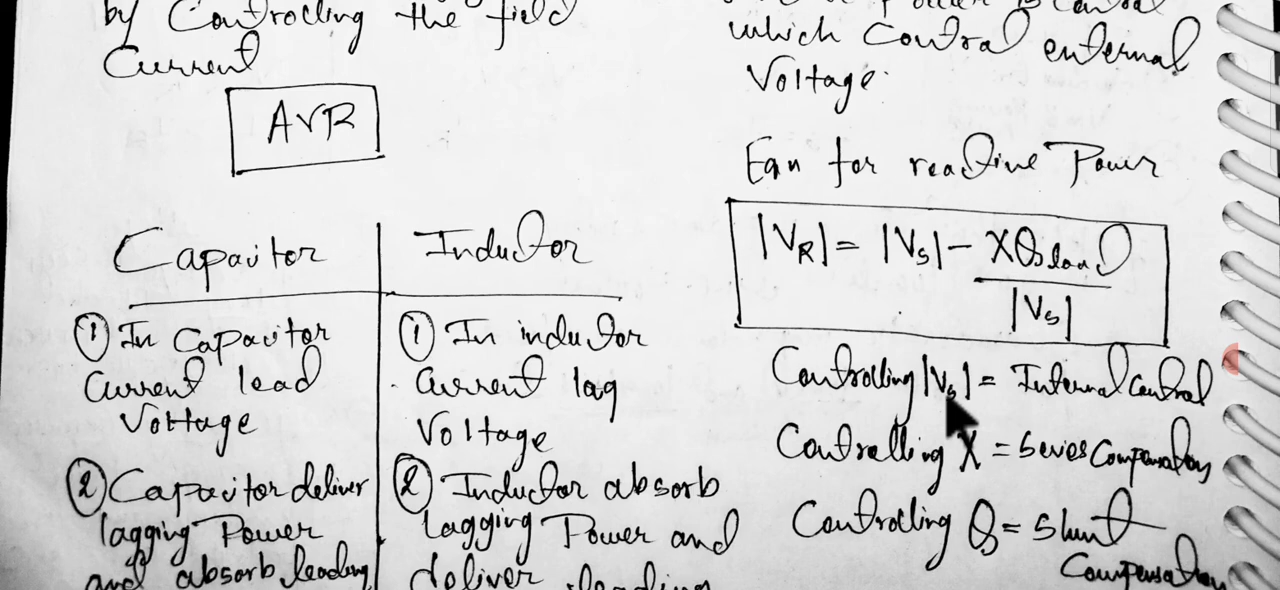 by Controlling the field
Current
AVR
Capacitor
Inductor
① In Capacitor
Current lead
Voltage
② Capacitor deliver
lagging Power
and absorb leading
① In inductor
Current lag
Voltage
② Inductor absorb
lagging Power and
deliver leading
Power is
which Control external
Voltage.
Eqn for reactive Power
|VR| = |Vs| - XQload
|Vs|
Controlling |Vs| = Internal Control
Controlling X = Series Compensation
Controlling Q = Shunt
Compensation